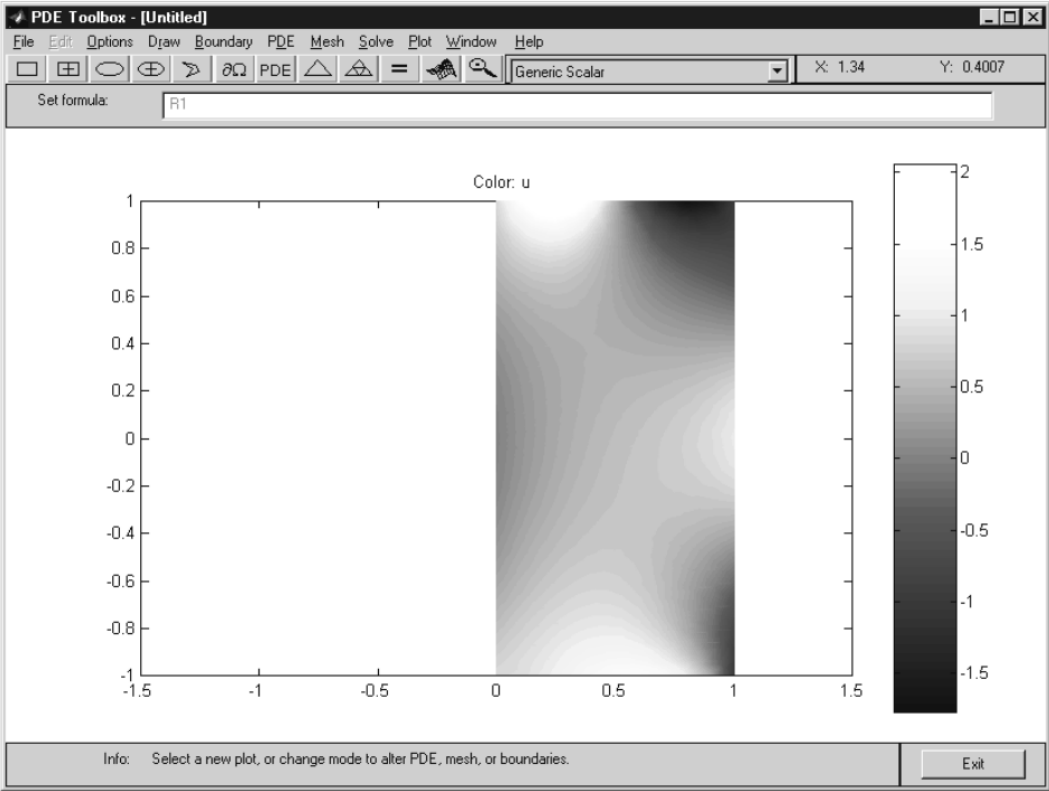 PDE Toolbox - [Untitled]
File Edit Options Draw Boundary PDE Mesh Solve Plot Window Help
∂Ω PDE = Generic Scalar X: 1.34 Y: 0.4007
Set formula: R1
Color: u
1
0.8
0.6
0.4
0.2
0
-0.2
-0.4
-0.6
-0.8
-1
-1.5 -1 -0.5 0 0.5 1 1.5
2
1.5
1
0.5
0
-0.5
-1
-1.5
Info: Select a new plot, or change mode to alter PDE, mesh, or boundaries.
Exit